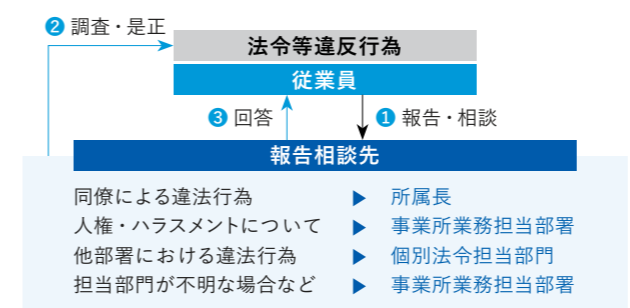 ❷ 調査・是正
法令等違反行為
従業員
❸ 回答
❶ 報告・相談
報告相談先
同僚による違法行為 ▶ 所属長
人権・ハラスメントについて ▶ 事業所業務担当部署
他部署における違法行為 ▶ 個別法令担当部門
担当部門が不明な場合など ▶ 事業所業務担当部署